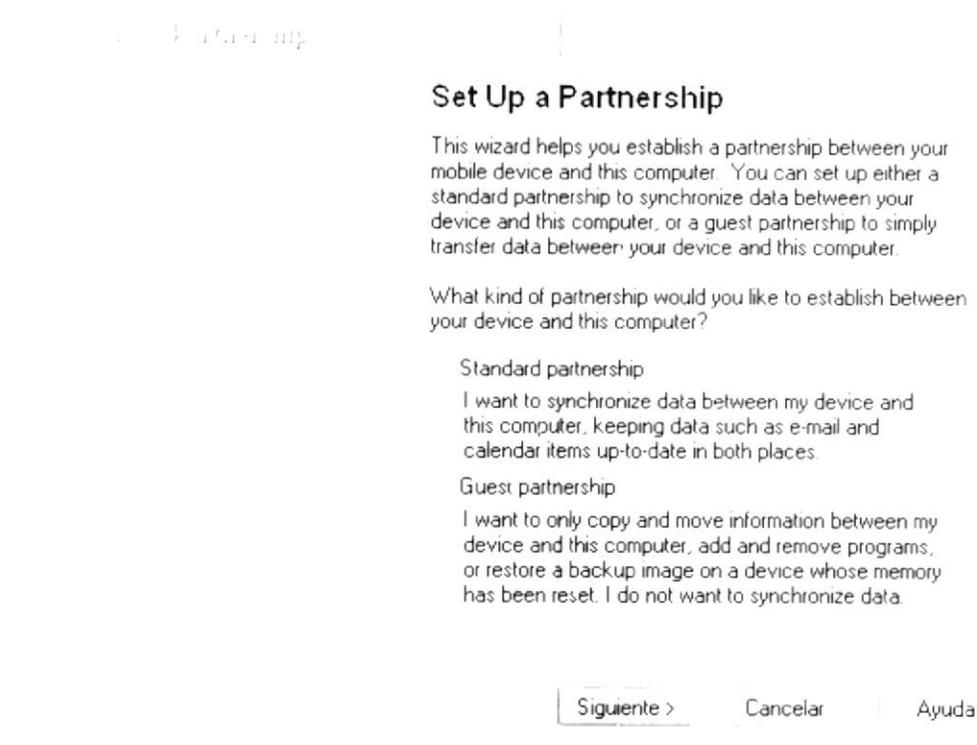 Set Up a Partnership
This wizard helps you establish a partnership between your
mobile device and this computer. You can set up either a
standard partnership to synchronize data between your
device and this computer, or a guest partnership to simply
transfer data between your device and this computer.
What kind of partnership would you like to establish between
your device and this computer?
Standard partnership
I want to synchronize data between my device and
this computer, keeping data such as e-mail and
calendar items up-to-date in both places.
Guest partnership
I want to only copy and move information between my
device and this computer, add and remove programs,
or restore a backup image on a device whose memory
has been reset. I do not want to synchronize data.
Siguiente >
Cancelar
Ayuda